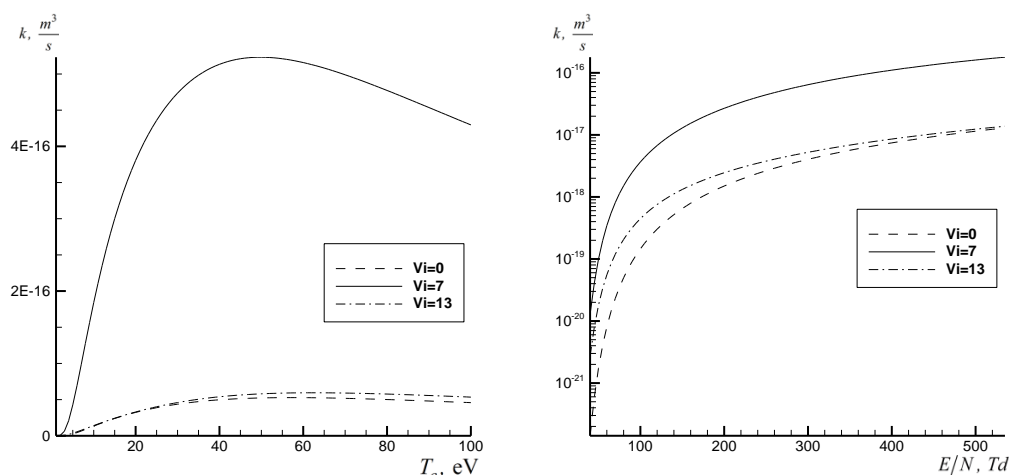 k, m³/s
4E-16
2E-16
0
20 40 60 80 100
Tₑ, eV
Vi=0
Vi=7
Vi=13
k, m³/s
10⁻¹⁶
10⁻¹⁷
10⁻¹⁸
10⁻¹⁹
10⁻²⁰
10⁻²¹
100 200 300 400 500
E/N, Td
Vi=0
Vi=7
Vi=13